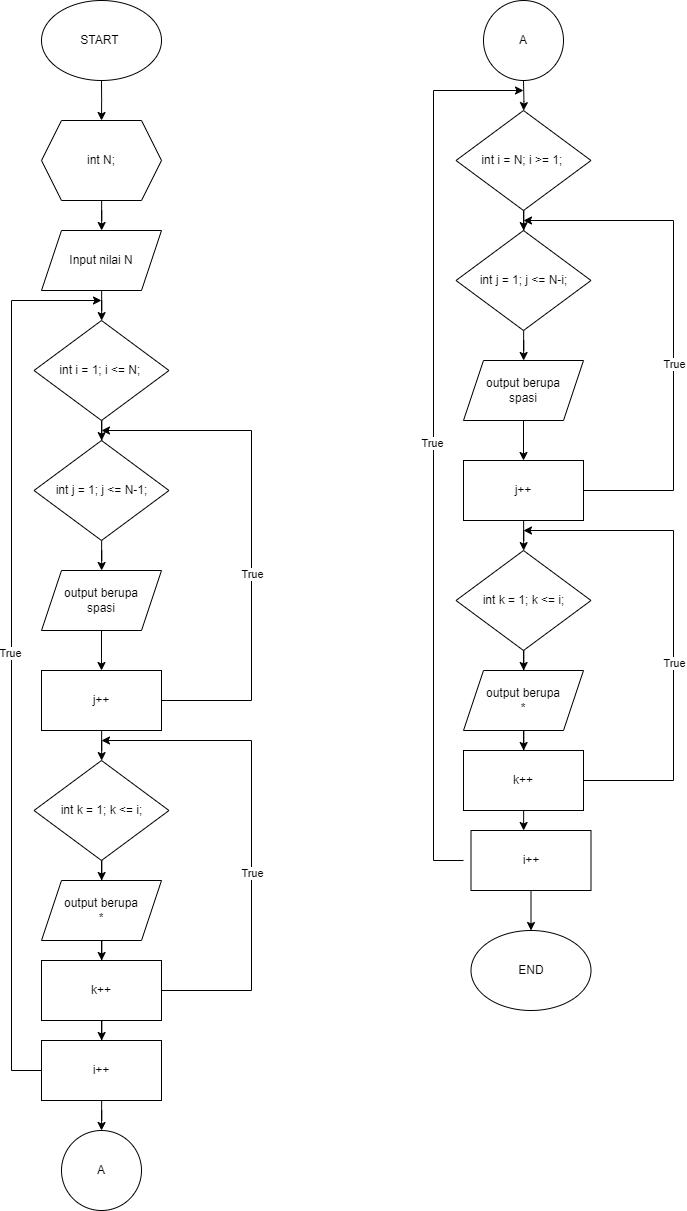 START
int N;
Input nilai N
int i = 1; i <= N;
int j = 1; j <= N-1;
output berupa
spasi
True
True
j++
int k = 1; k <= i;
True
output berupa
*
k++
i++
A
A
int i = N; i >= 1;
int j = 1; j <= N-i;
True
output berupa
spasi
True
j++
int k = 1; k <= i;
True
output berupa
*
k++
i++
END